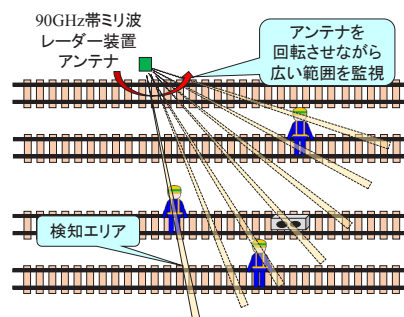 90GHz帯ミリ波
レーダー装置
アンテナ
アンテナを
回転させながら
広い範囲を監視
検知エリア